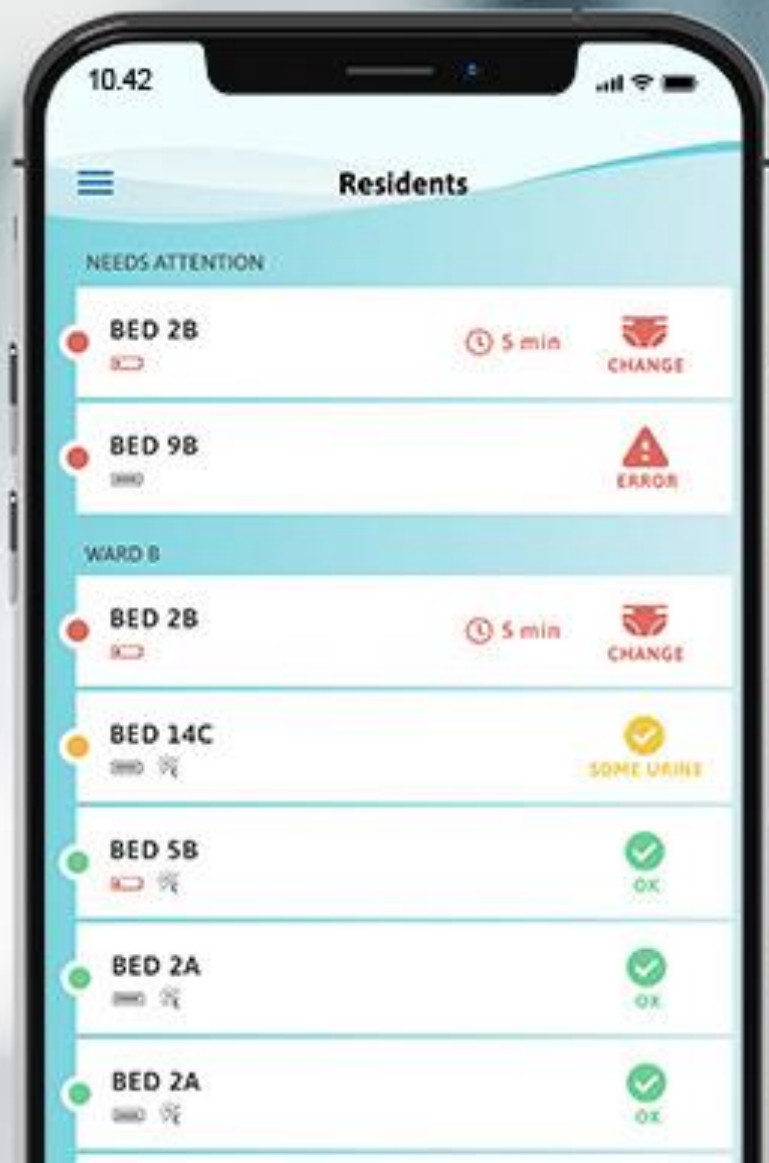 10.42
Residents
NEEDS ATTENTION
BED 2B
5 min
CHANGE
BED 9B
ERROR
WARD B
BED 2B
5 min
CHANGE
BED 14C
SOME URINE
BED 5B
OK
BED 2A
OK
BED 2A
OK